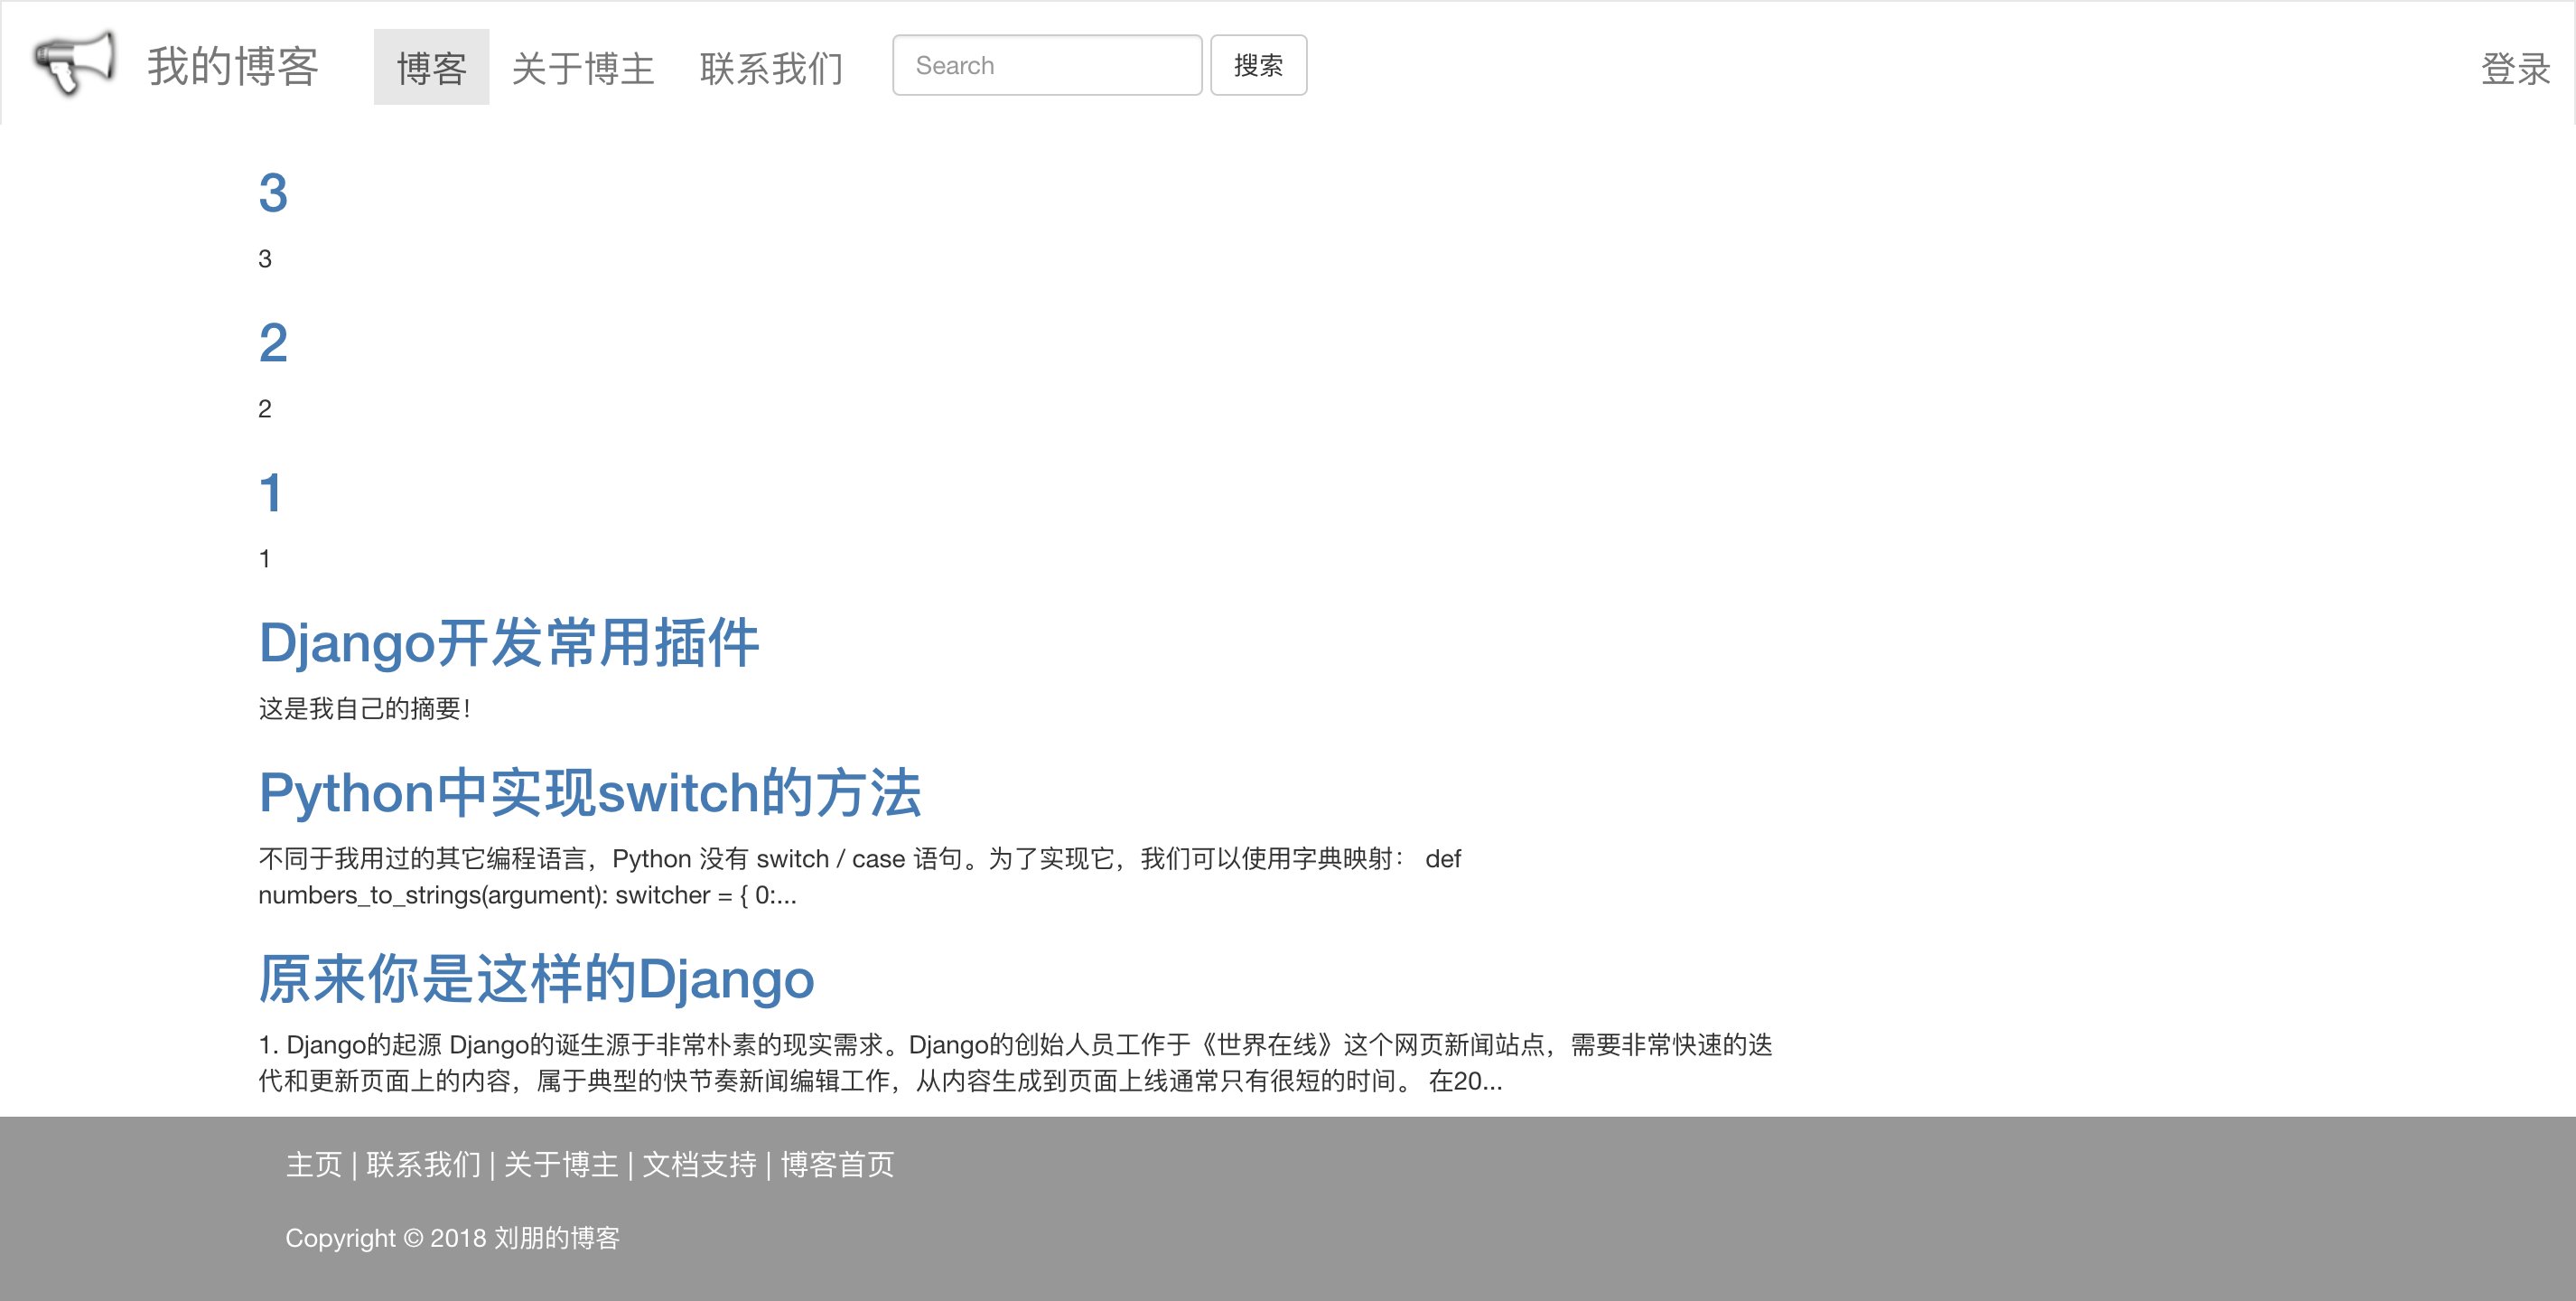 我的博客 博客 关于博主 联系我们 Search 搜索 登录
3
3
2
2
1
1
Django开发常用插件
这是我自己的摘要！
Python中实现switch的方法
不同于我用过的其它编程语言，Python 没有 switch / case 语句。为了实现它，我们可以使用字典映射： def
numbers_to_strings(argument): switcher = { 0:...
原来你是这样的Django
1. Django的起源 Django的诞生源于非常朴素的现实需求。Django的创始人员工作于《世界在线》这个网页新闻站点，需要非常快速的迭
代和更新页面上的内容，属于典型的快节奏新闻编辑工作，从内容生成到页面上线通常只有很短的时间。 在20...
主页 | 联系我们 | 关于博主 | 文档支持 | 博客首页
Copyright © 2018 刘朋的博客